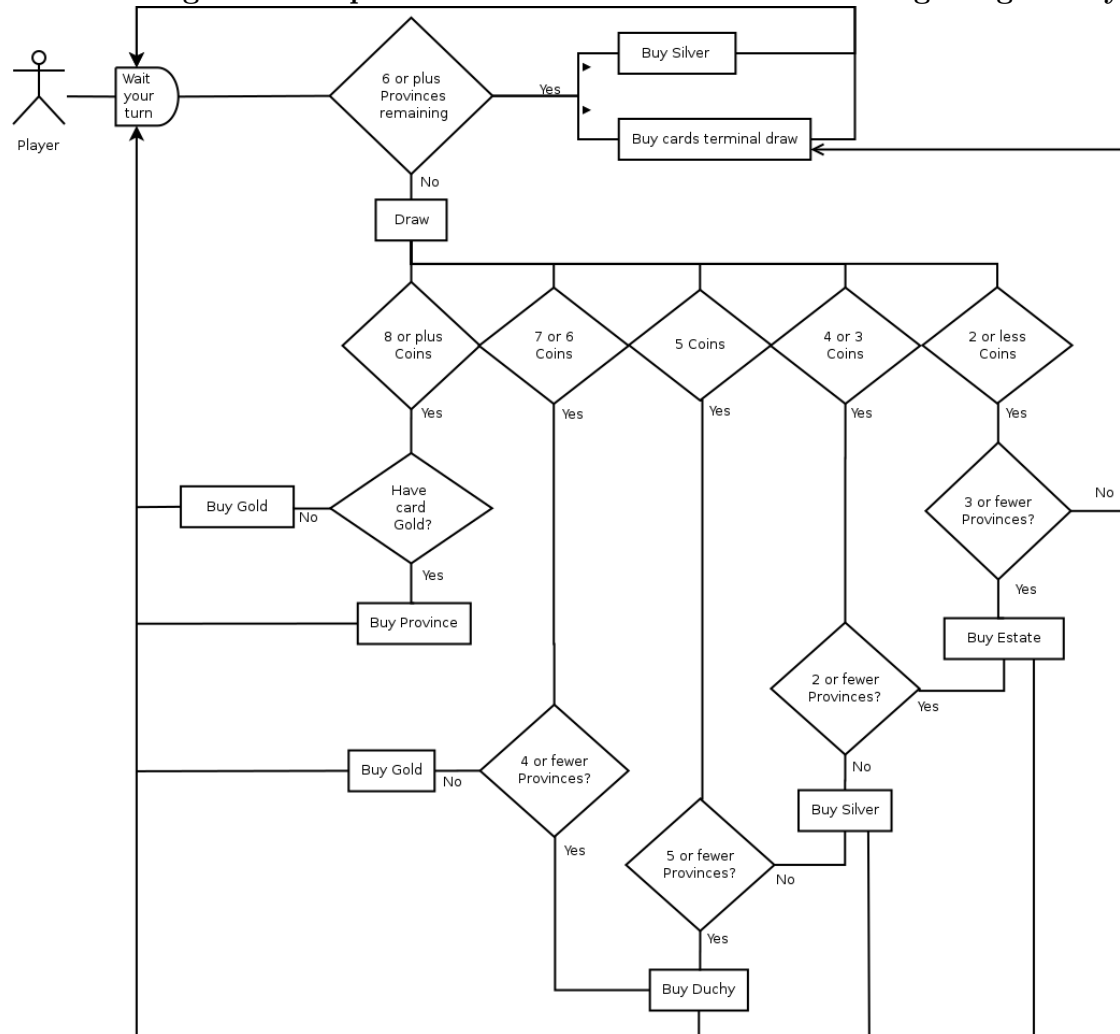 Buy Silver
Wait
your
turn
6 or plus
Provinces
remaining
Yes
Buy cards terminal draw
Player
No
Draw
8 or plus
Coins
7 or 6
Coins
5 Coins
4 or 3
Coins
2 or less
Coins
Yes
Yes
Yes
Yes
Yes
Have
card
Gold?
Buy Gold
No
3 or fewer
Provinces?
No
Yes
Yes
Buy Province
Buy Estate
2 or fewer
Provinces?
Yes
4 or fewer
Provinces?
Buy Gold
No
No
Buy Silver
Yes
5 or fewer
Provinces?
No
Yes
Buy Duchy